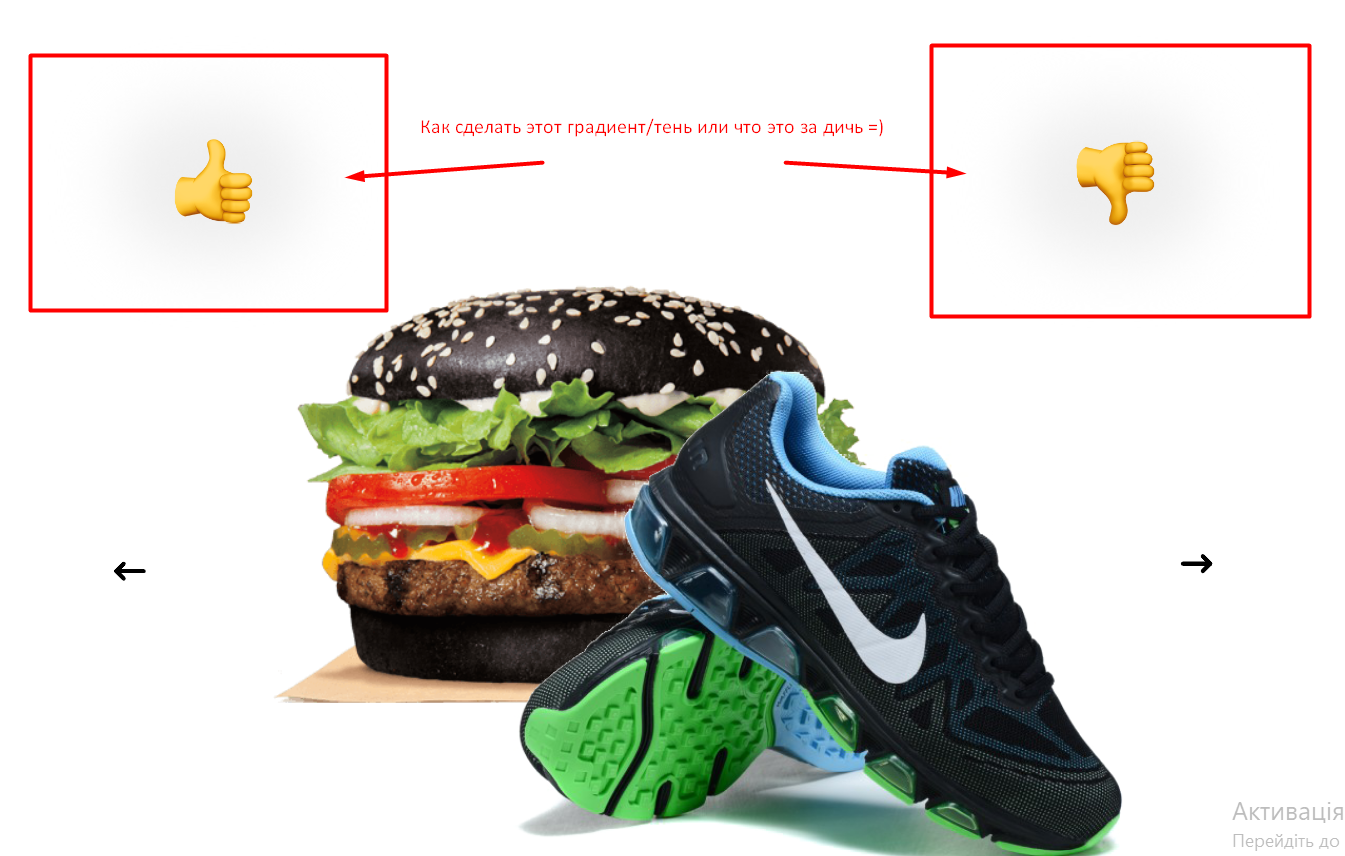 Как сделать этот градиент/тень или что это за дичь =)
Активація
Перейдіть до